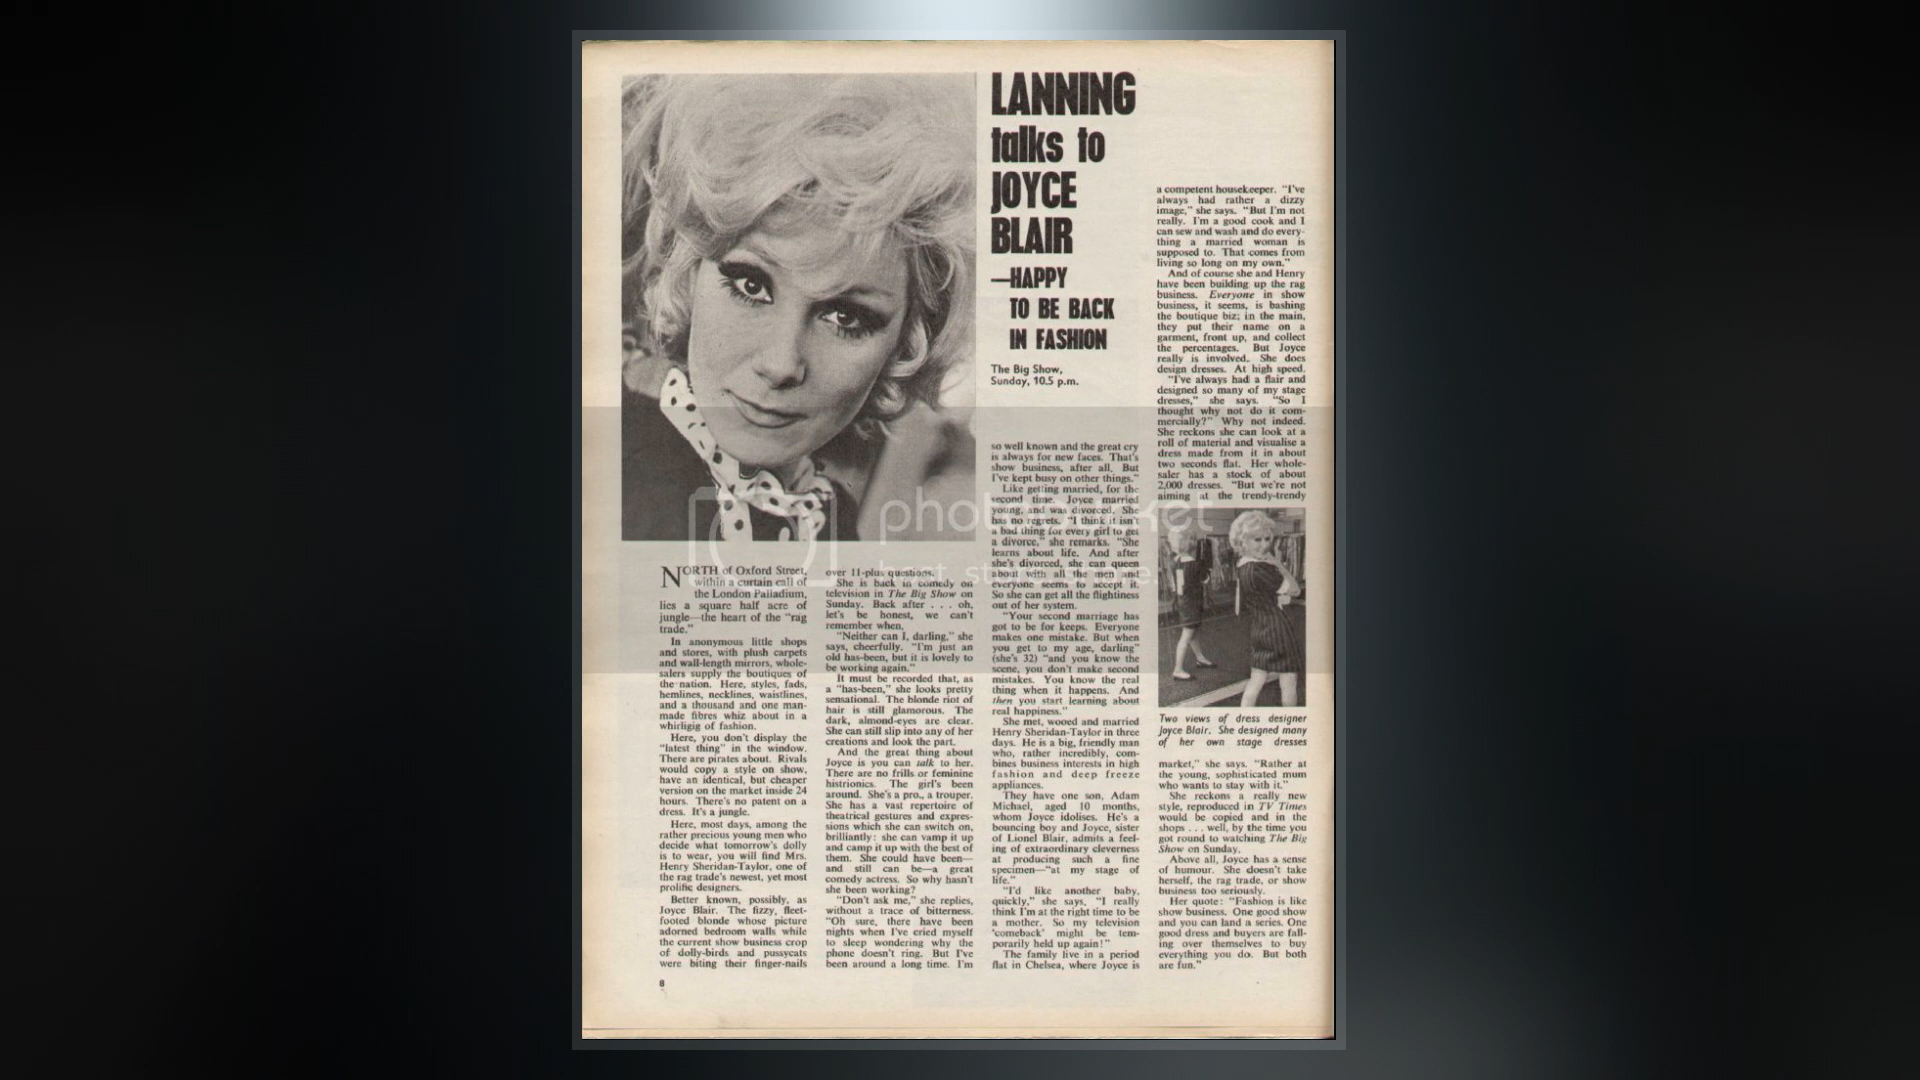 LANNING
talks to
JOYCE
BLAIR
—HAPPY
TO BE BACK
IN FASHION
The Big Show,
Sunday, 10.5 p.m.
NORTH of Oxford Street,
within a curtain call of
the London Palladium,
lies a square half acre of
jungle—the heart of the "rag
trade."
In anonymous little shops
and stores, with plush carpets
and wall-length mirrors, whole-
salers supply the boutiques of
the nation. Here, styles, fads,
hemlines, necklines, waistlines,
and a thousand and one man-
made fibres whiz about in a
whirligig of fashion.
Here, you don't display the
"latest thing" in the window.
There are pirates about. Rivals
would copy a style on show,
have an identical, but cheaper
version on the market inside 24
hours. There's no patent on a
dress. It's a jungle.
Here, most days, among the
rather precious young men who
decide what tomorrow's dolly
is to wear, you will find Mrs.
Henry Sheridan-Taylor, one of
the rag trade's newest, yet most
prolific designers.
Better known, possibly, as
Joyce Blair. The fizzy, fleet-
footed blonde whose picture
adorned bedroom walls while
the current show business crop
of dolly-birds and pussycats
were biting their finger-nails
over 11-plus questions.
She is back in comedy on
television in The Big Show on
Sunday. Back after . . . oh,
let's be honest, we can't
remember when.
"Neither can I, darling," she
says, cheerfully. "I'm just an
old has-been, but it is lovely to
be working again."
It must be recorded that, as
a "has-been," she looks pretty
sensational. The blonde riot of
hair is still glamorous. The
dark, almond-eyes are clear.
She can still slip into any of her
creations and look the part.
And the great thing about
Joyce is you can talk to her.
There are no frills or feminine
histrionics. The girl's been
around. She's a pro., a trouper.
She has a vast repertoire of
theatrical gestures and expres-
sions which she can switch on,
brilliantly: she can vamp it up
and camp it up with the best of
them. She could have been—
and still can be—a great
comedy actress. So why hasn't
she been working?
"Don't ask me," she replies,
without a trace of bitterness.
"Oh sure, there have been
nights when I've cried myself
to sleep wondering why the
phone doesn't ring. But I've
been around a long time. I'm
so well known and the great cry
is always for new faces. That's
show business, after all. But
I've kept busy on other things."
Like getting married, for the
second time. Joyce married
young, and was divorced. She
has no regrets. "I think it isn't
a bad thing for every girl to get
a divorce," she remarks. "She
learns about life. And after
she's divorced, she can queen
about with all the men and
everyone seems to accept it.
So she can get all the flightiness
out of her system.
"Your second marriage has
got to be for keeps. Everyone
makes one mistake. But when
you get to my age, darling"
(she's 32) "and you know the
scene, you don't make second
mistakes. You know the real
thing when it happens. And
then you start learning about
real happiness."
She met, wooed and married
Henry Sheridan-Taylor in three
days. He is a big, friendly man
who, rather incredibly, com-
bines business interests in high
fashion and deep freeze
appliances.
They have one son, Adam
Michael, aged 10 months,
whom Joyce idolises. He's a
bouncing boy and Joyce, sister
of Lionel Blair, admits a feel-
ing of extraordinary cleverness
at producing such a fine
specimen—"at my stage of
life."
"I'd like another baby,
quickly," she says, "I really
think I'm at the right time to be
a mother. So my television
'comeback' might be tem-
porarily held up again!"
The family live in a period
flat in Chelsea, where Joyce is
a competent housekeeper. "I've
always had rather a dizzy
image," she says. "But I'm not
really. I'm a good cook and I
can sew and wash and do every-
thing a married woman is
supposed to. That comes from
living so long on my own."
And of course she and Henry
have been building up the rag
business. Everyone in show
business, it seems, is bashing
the boutique biz; in the main,
they put their name on a
garment, front up, and collect
the percentages. But Joyce
really is involved. She does
design dresses. At high speed.
"I've always had a flair and
designed so many of my stage
dresses," she says. "So I
thought why not do it com-
mercially?" Why not indeed.
She reckons she can look at a
roll of material and visualise a
dress made from it in about
two seconds flat. Her whole-
saler has a stock of about
2,000 dresses. "But we're not
aiming at the trendy-trendy
Two views of dress designer
Joyce Blair. She designed many
of her own stage dresses
market," she says. "Rather at
the young, sophisticated mum
who wants to stay with it."
She reckons a really new
style, reproduced in TV Times
would be copied and in the
shops . . . well, by the time you
got round to watching The Big
Show on Sunday.
Above all, Joyce has a sense
of humour. She doesn't take
herself, the rag trade, or show
business too seriously.
Her quote: "Fashion is like
show business. One good show
and you can land a series. One
good dress and buyers are fall-
ing over themselves to buy
everything you do. But both
are fun."
8